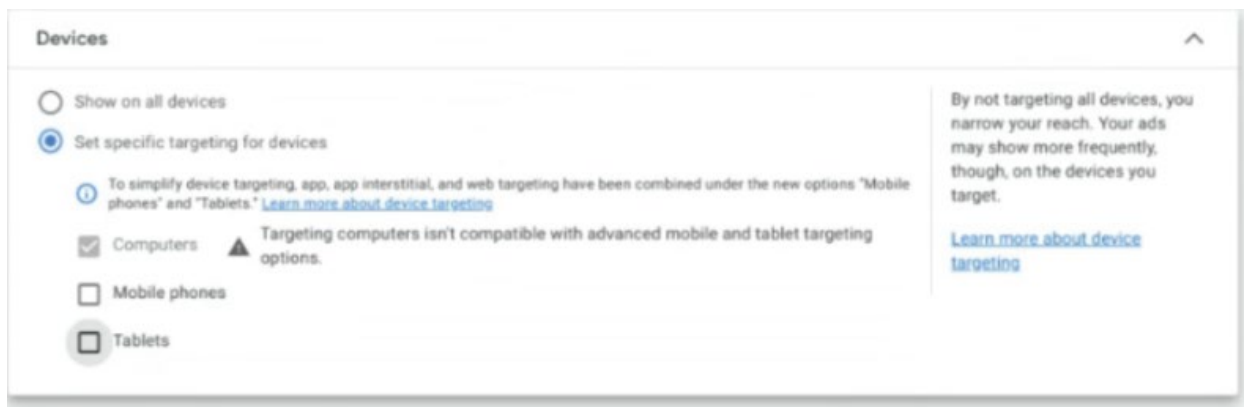 Devices
Show on all devices
Set specific targeting for devices
To simplify device targeting, app, app interstitial, and web targeting have been combined under the new options "Mobile
phones" and "Tablets." Learn more about device targeting
Computers
Targeting computers isn't compatible with advanced mobile and tablet targeting
options.
Mobile phones
Tablets
By not targeting all devices, you
narrow your reach. Your ads
may show more frequently,
though, on the devices you
target.
Learn more about device
targeting